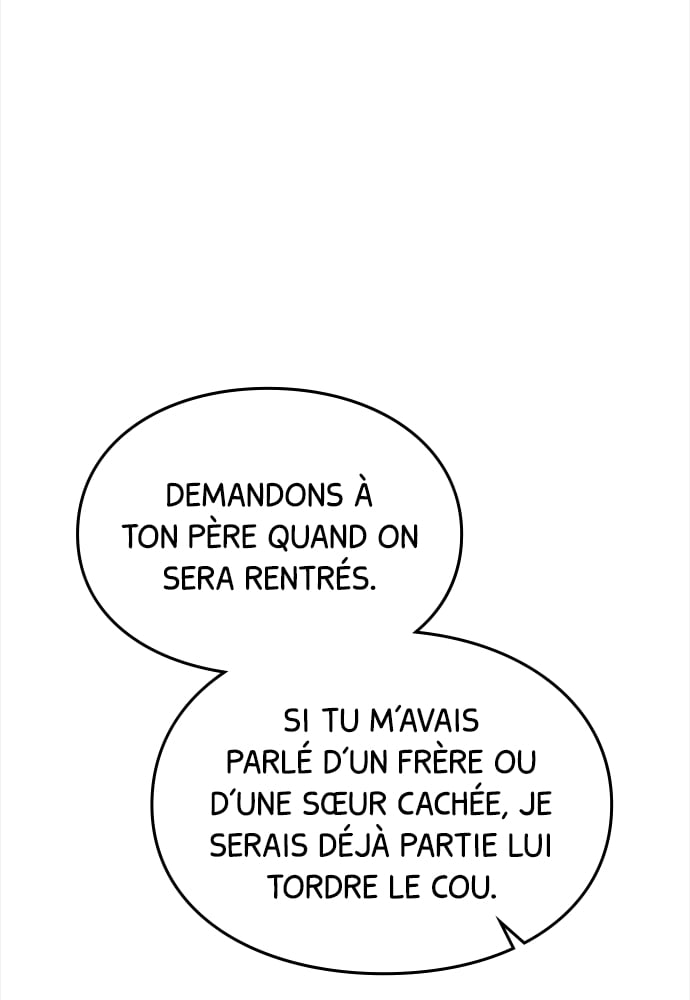 DEMANDONS À
TON PÈRE QUAND ON
SERA RENTRÉS.
SI TU M'AVAIS
PARLÉ D'UN FRÈRE OU
D'UNE SŒUR CACHÉE, JE
SERAIS DÉJÀ PARTIE LUI
TORDRE LE COU.